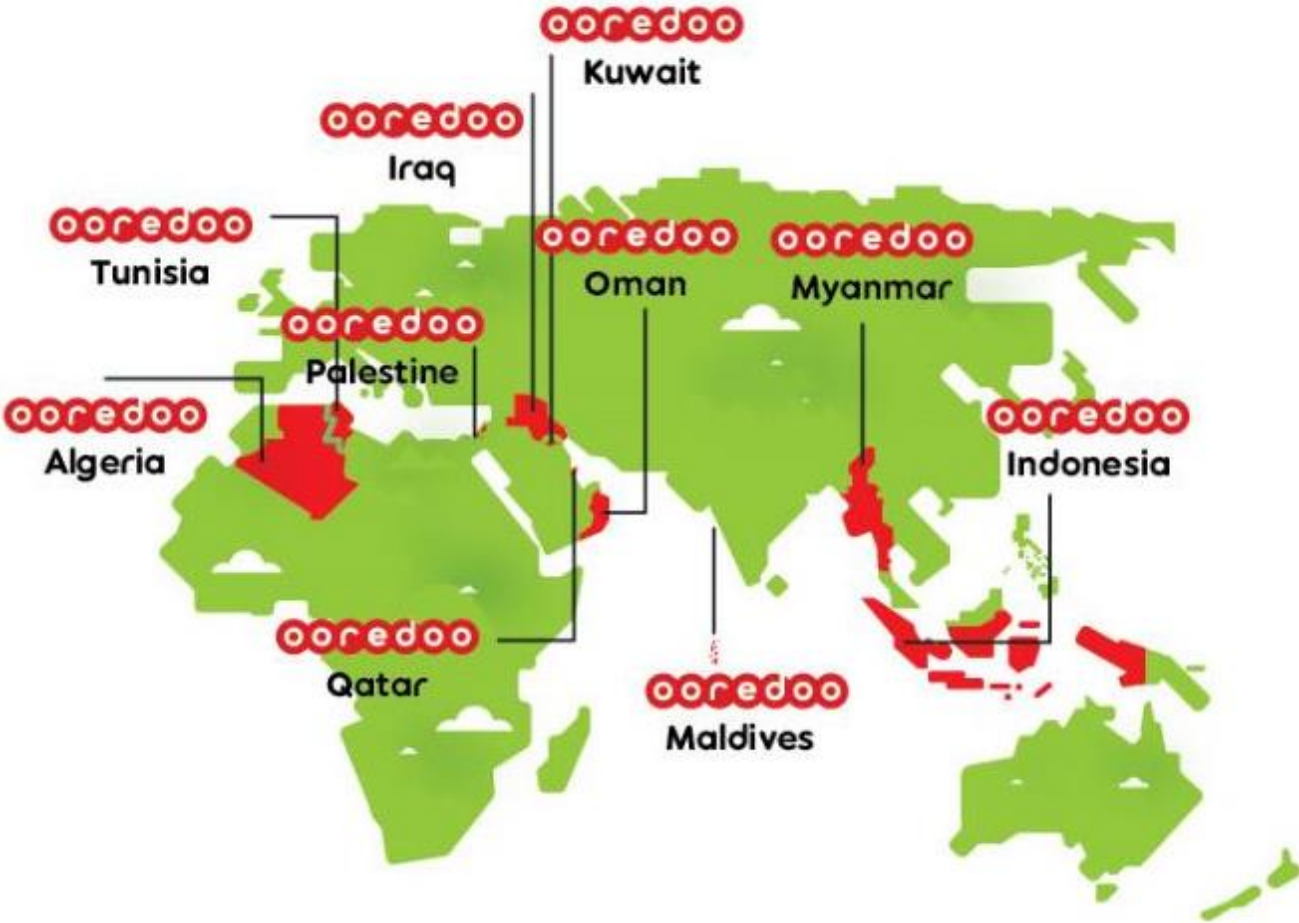 ooredoo
Kuwait
ooredoo
Iraq
ooredoo
Tunisia
ooredoo
Oman
ooredoo
Myanmar
ooredoo
Palestine
ooredoo
Algeria
ooredoo
Indonesia
ooredoo
Qatar
ooredoo
Maldives